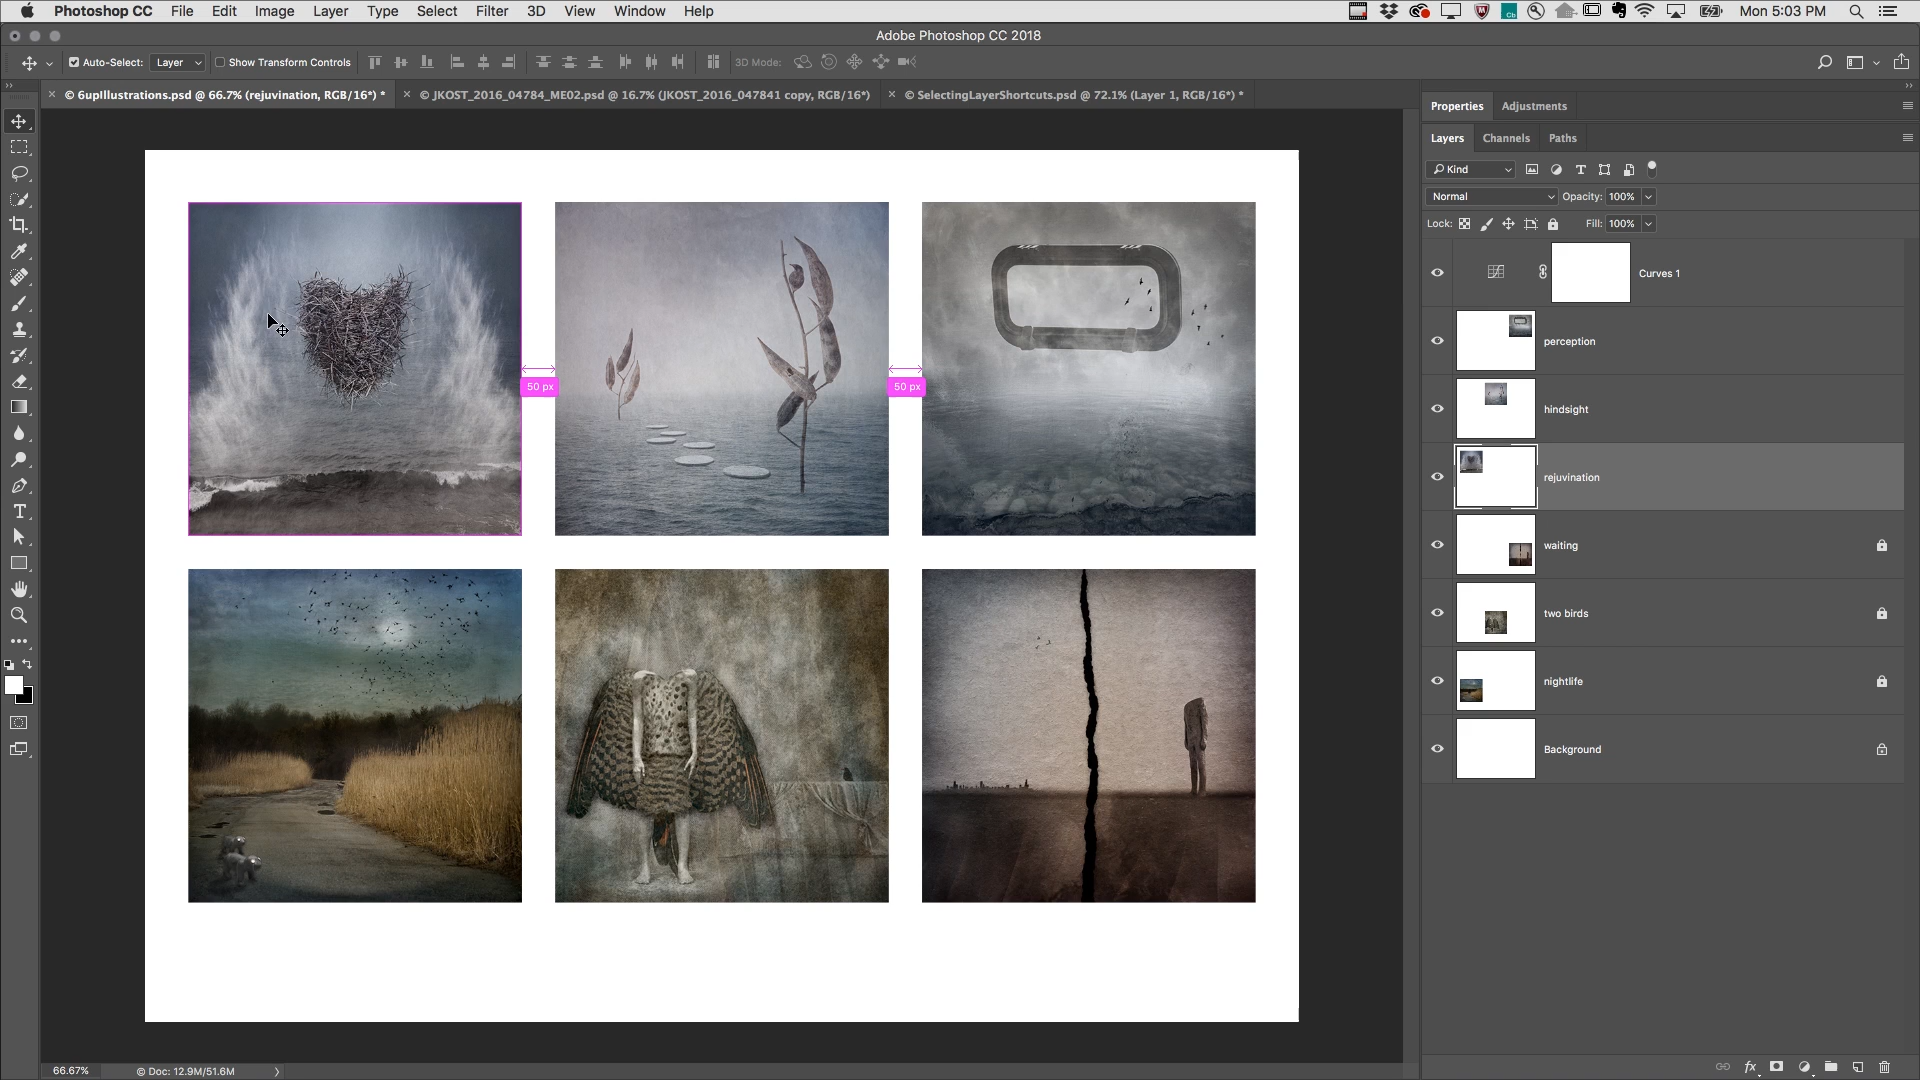 Photoshop CC File Edit Image Layer Type Select Filter 3D View Window Help Mon 5:03 PM
Adobe Photoshop CC 2018
Auto-Select: Layer Show Transform Controls 3D Mode:
× © 6upIllustrations.psd @ 66.7% (rejuvination, RGB/16*) * × © JKOST_2016_04784_ME02.psd @ 16.7% (JKOST_2016_047841 copy, RGB/16*) × © SelectingLayerShortcuts.psd @ 72.1% (Layer 1, RGB/16*) *
Properties Adjustments
Layers Channels Paths
Kind
Normal Opacity: 100%
Lock: Fill: 100%
Curves 1
perception
hindsight
rejuvination
waiting
two birds
nightlife
Background
50 px 50 px
66.67% © Doc: 12.9M/51.6M